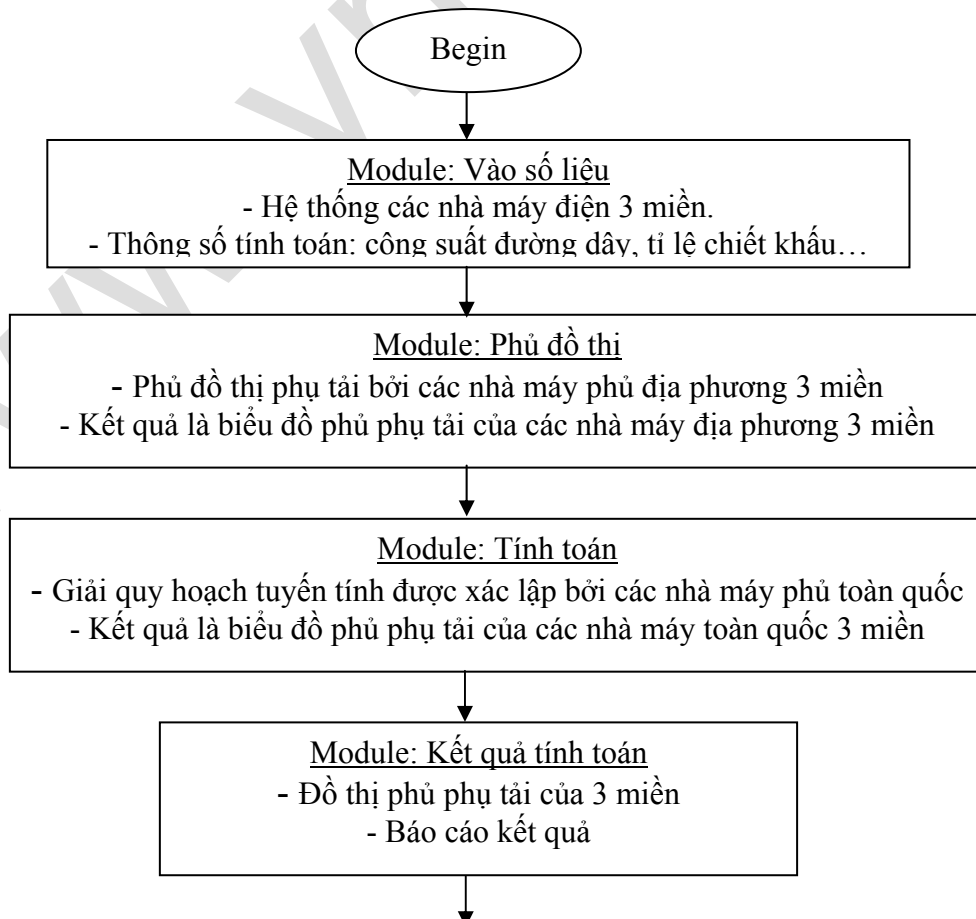 Begin
Module: Vào số liệu
- Hệ thống các nhà máy điện 3 miền.
- Thông số tính toán: công suất đường dây, tỉ lệ chiết khấu…
Module: Phủ đồ thị
- Phủ đồ thị phụ tải bởi các nhà máy phủ địa phương 3 miền
- Kết quả là biểu đồ phủ phụ tải của các nhà máy địa phương 3 miền
Module: Tính toán
- Giải quy hoạch tuyến tính được xác lập bởi các nhà máy phủ toàn quốc
- Kết quả là biểu đồ phủ phụ tải của các nhà máy toàn quốc 3 miền
Module: Kết quả tính toán
- Đồ thị phủ phụ tải của 3 miền
- Báo cáo kết quả